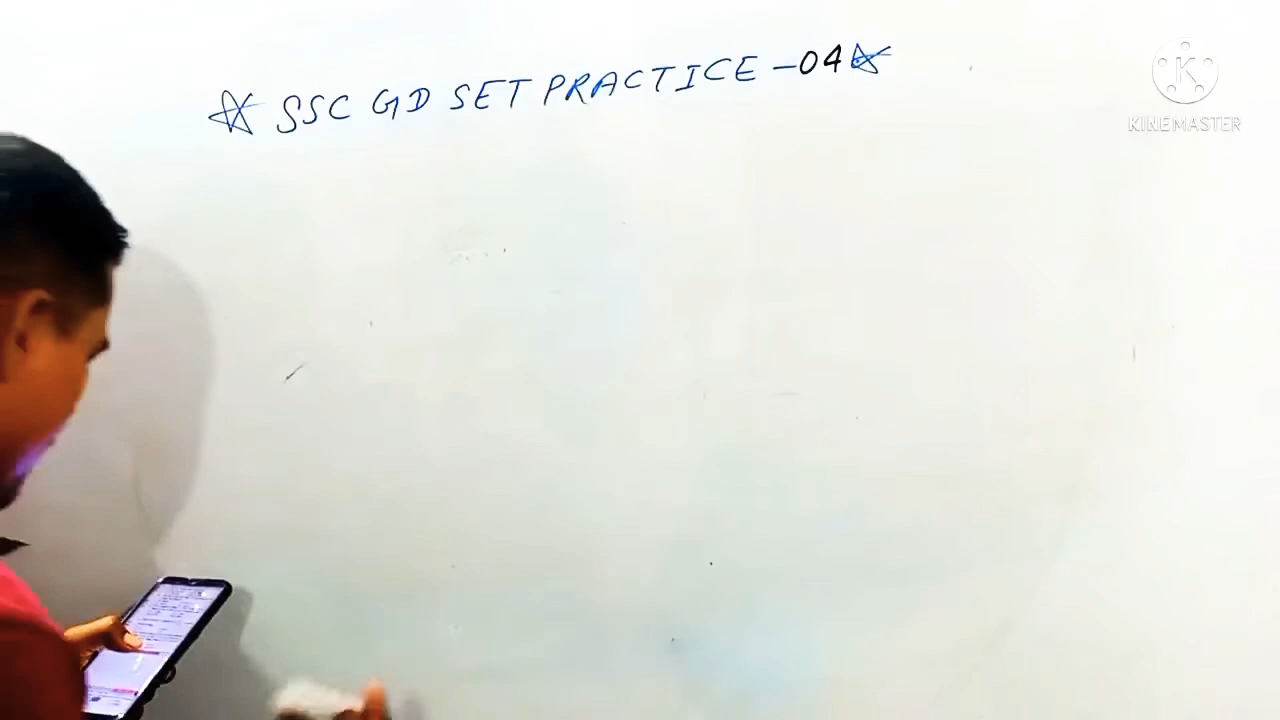 ☆ SSC GD SET PRACTICE -04☆
K
KINEMASTER